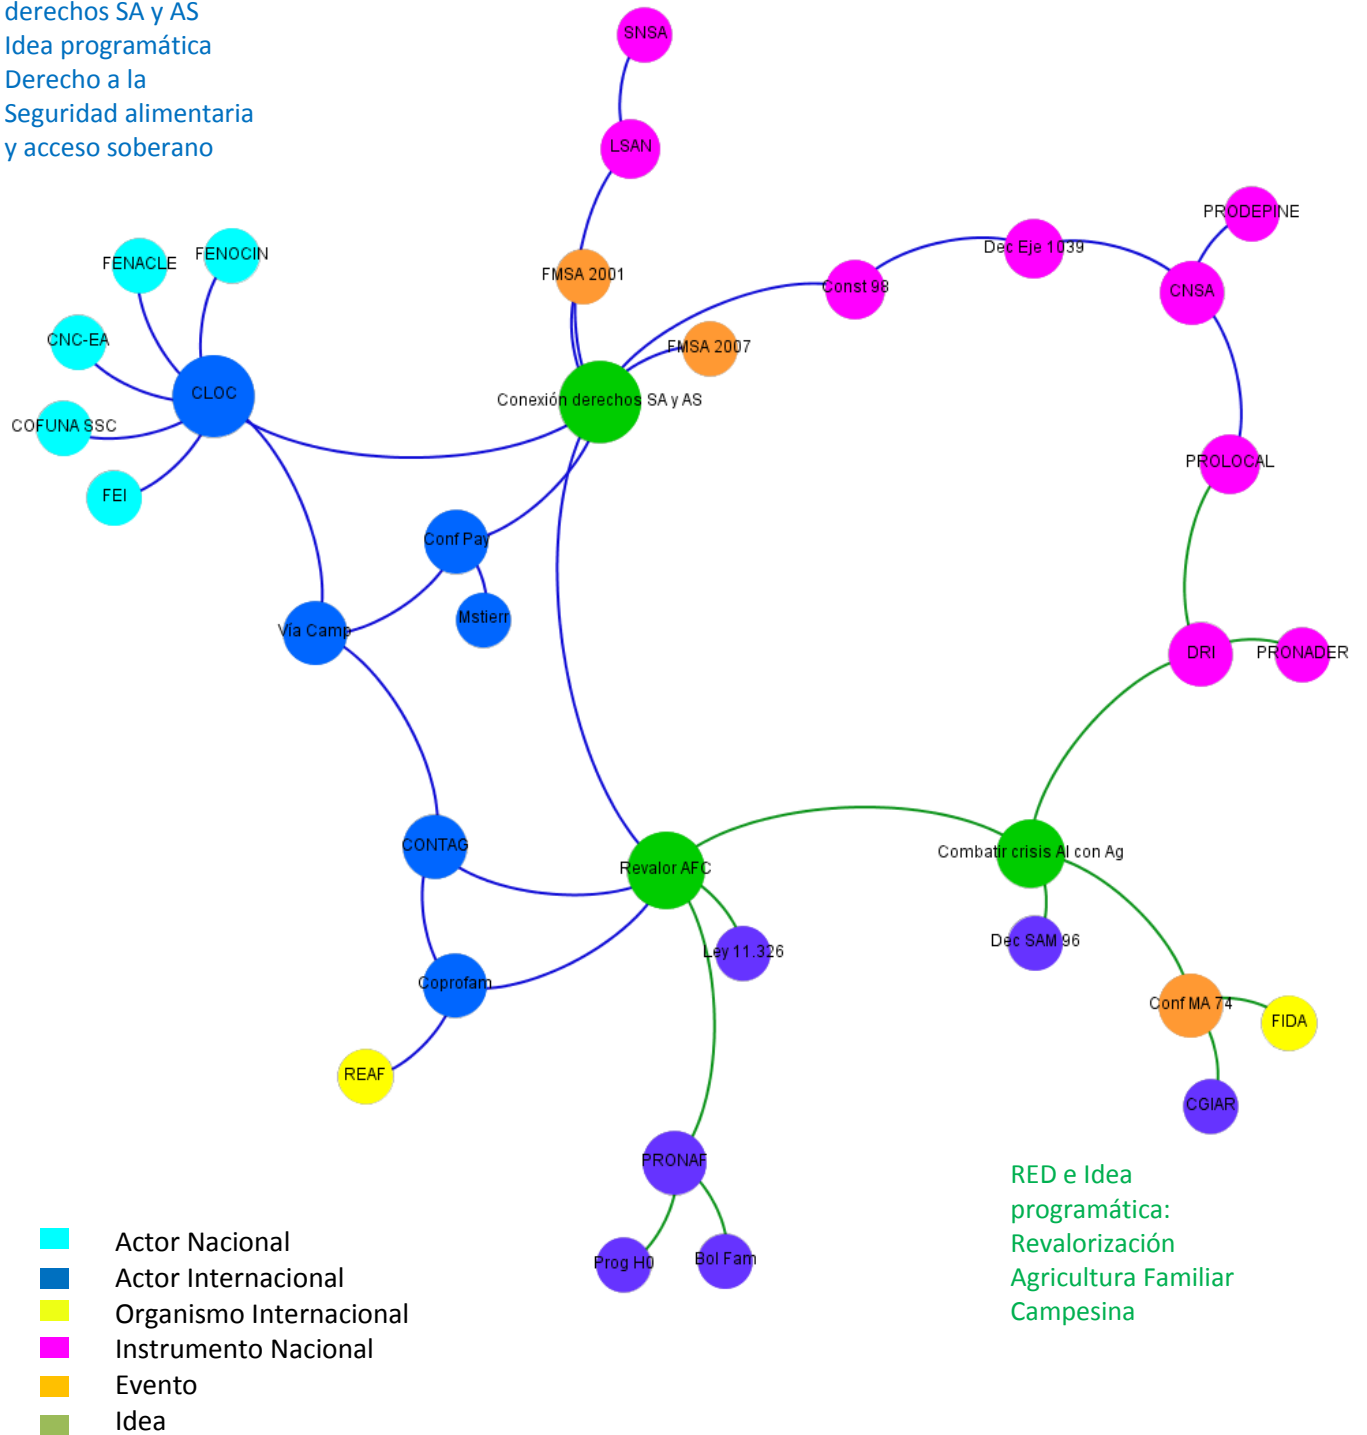 derechos SA y AS
Idea programática
Derecho a la
Seguridad alimentaria
y acceso soberano
SNSA
LSAN
PRODEPINE
FENACLE
FENOCIN
FMSA 2001
Dec Eje 1039
Const 98
CNSA
CNC-EA
FMSA 2007
CLOC
Conexión derechos SA y AS
COFUNA SSC
PROLOCAL
FEI
Conf Pay
Mstierr
Vía Camp
DRI
PRONADER
CONTAG
Revalor AFC
Combatir crisis Al con Ag
Ley 11.326
Dec SAM 96
Coprofam
Conf MA 74
FIDA
REAF
CGIAR
PRONAF
Prog H0
Bol Fam
RED e Idea
programática:
Revalorización
Agricultura Familiar
Campesina
Actor Nacional
Actor Internacional
Organismo Internacional
Instrumento Nacional
Evento
Idea